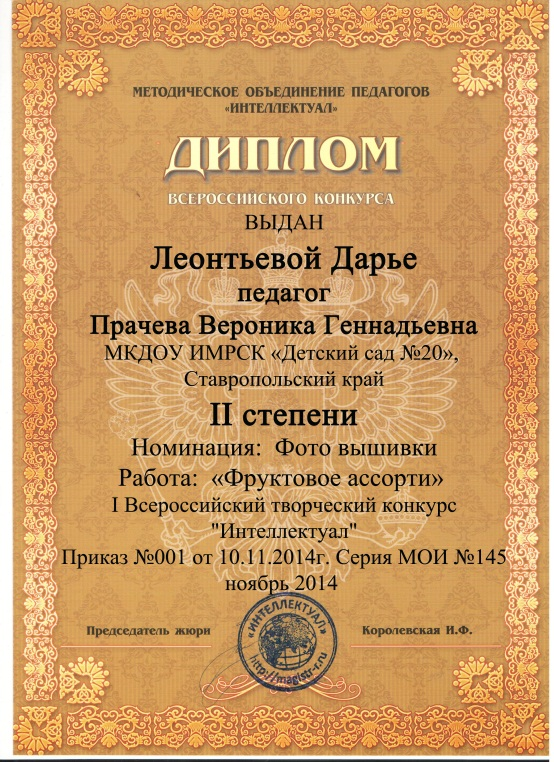 МЕТОДИЧЕСКОЕ ОБЪЕДИНЕНИЕ ПЕДАГОГОВ
«ИНТЕЛЛЕКТУАЛ»
ДИПЛОМ
ВСЕРОССИЙСКОГО КОНКУРСА
ВЫДАН
Леонтьевой Дарье
педагог
Прачева Вероника Геннадьевна
МКДОУ ИМРСК «Детский сад №20»,
Ставропольский край
II степени
Номинация: Фото вышивки
Работа: «Фруктовое ассорти»
I Всероссийский творческий конкурс
"Интеллектуал"
Приказ №001 от 10.11.2014г. Серия МОИ №145
ноябрь 2014
Председатель жюри
«ИНТЕЛЛЕКТУАЛ»
http://magistr-r.ru
Королевская И.Ф.